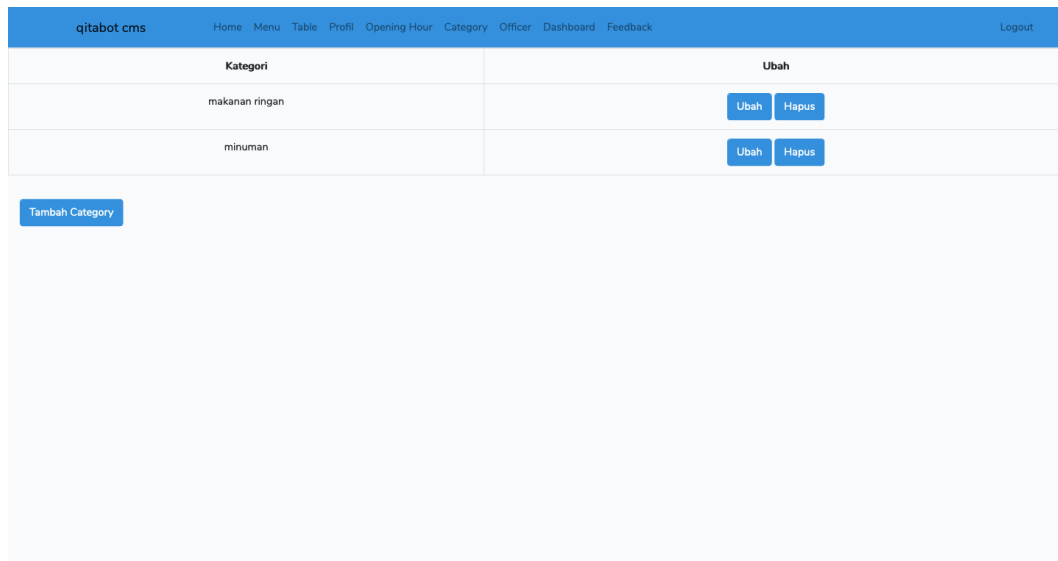 qitabot cms Home Menu Table Profil Opening Hour Category Officer Dashboard Feedback Logout
Kategori Ubah
makanan ringan Ubah Hapus
minuman Ubah Hapus
Tambah Category